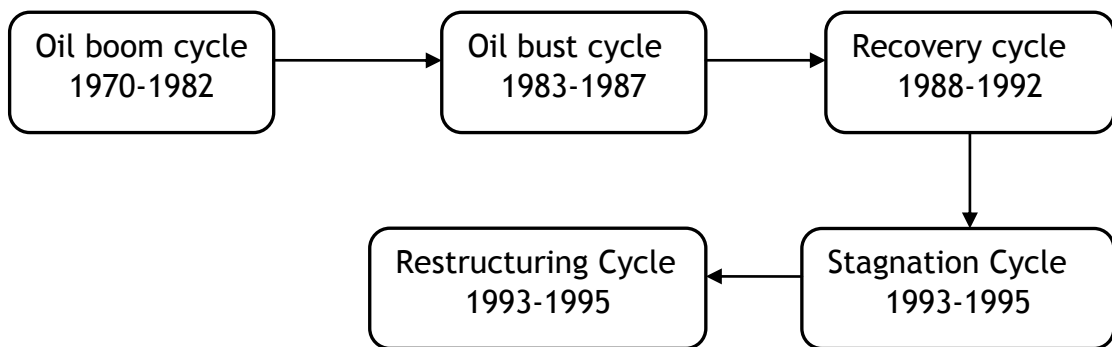 Oil boom cycle
1970-1982
Oil bust cycle
1983-1987
Recovery cycle
1988-1992
Stagnation Cycle
1993-1995
Restructuring Cycle
1993-1995